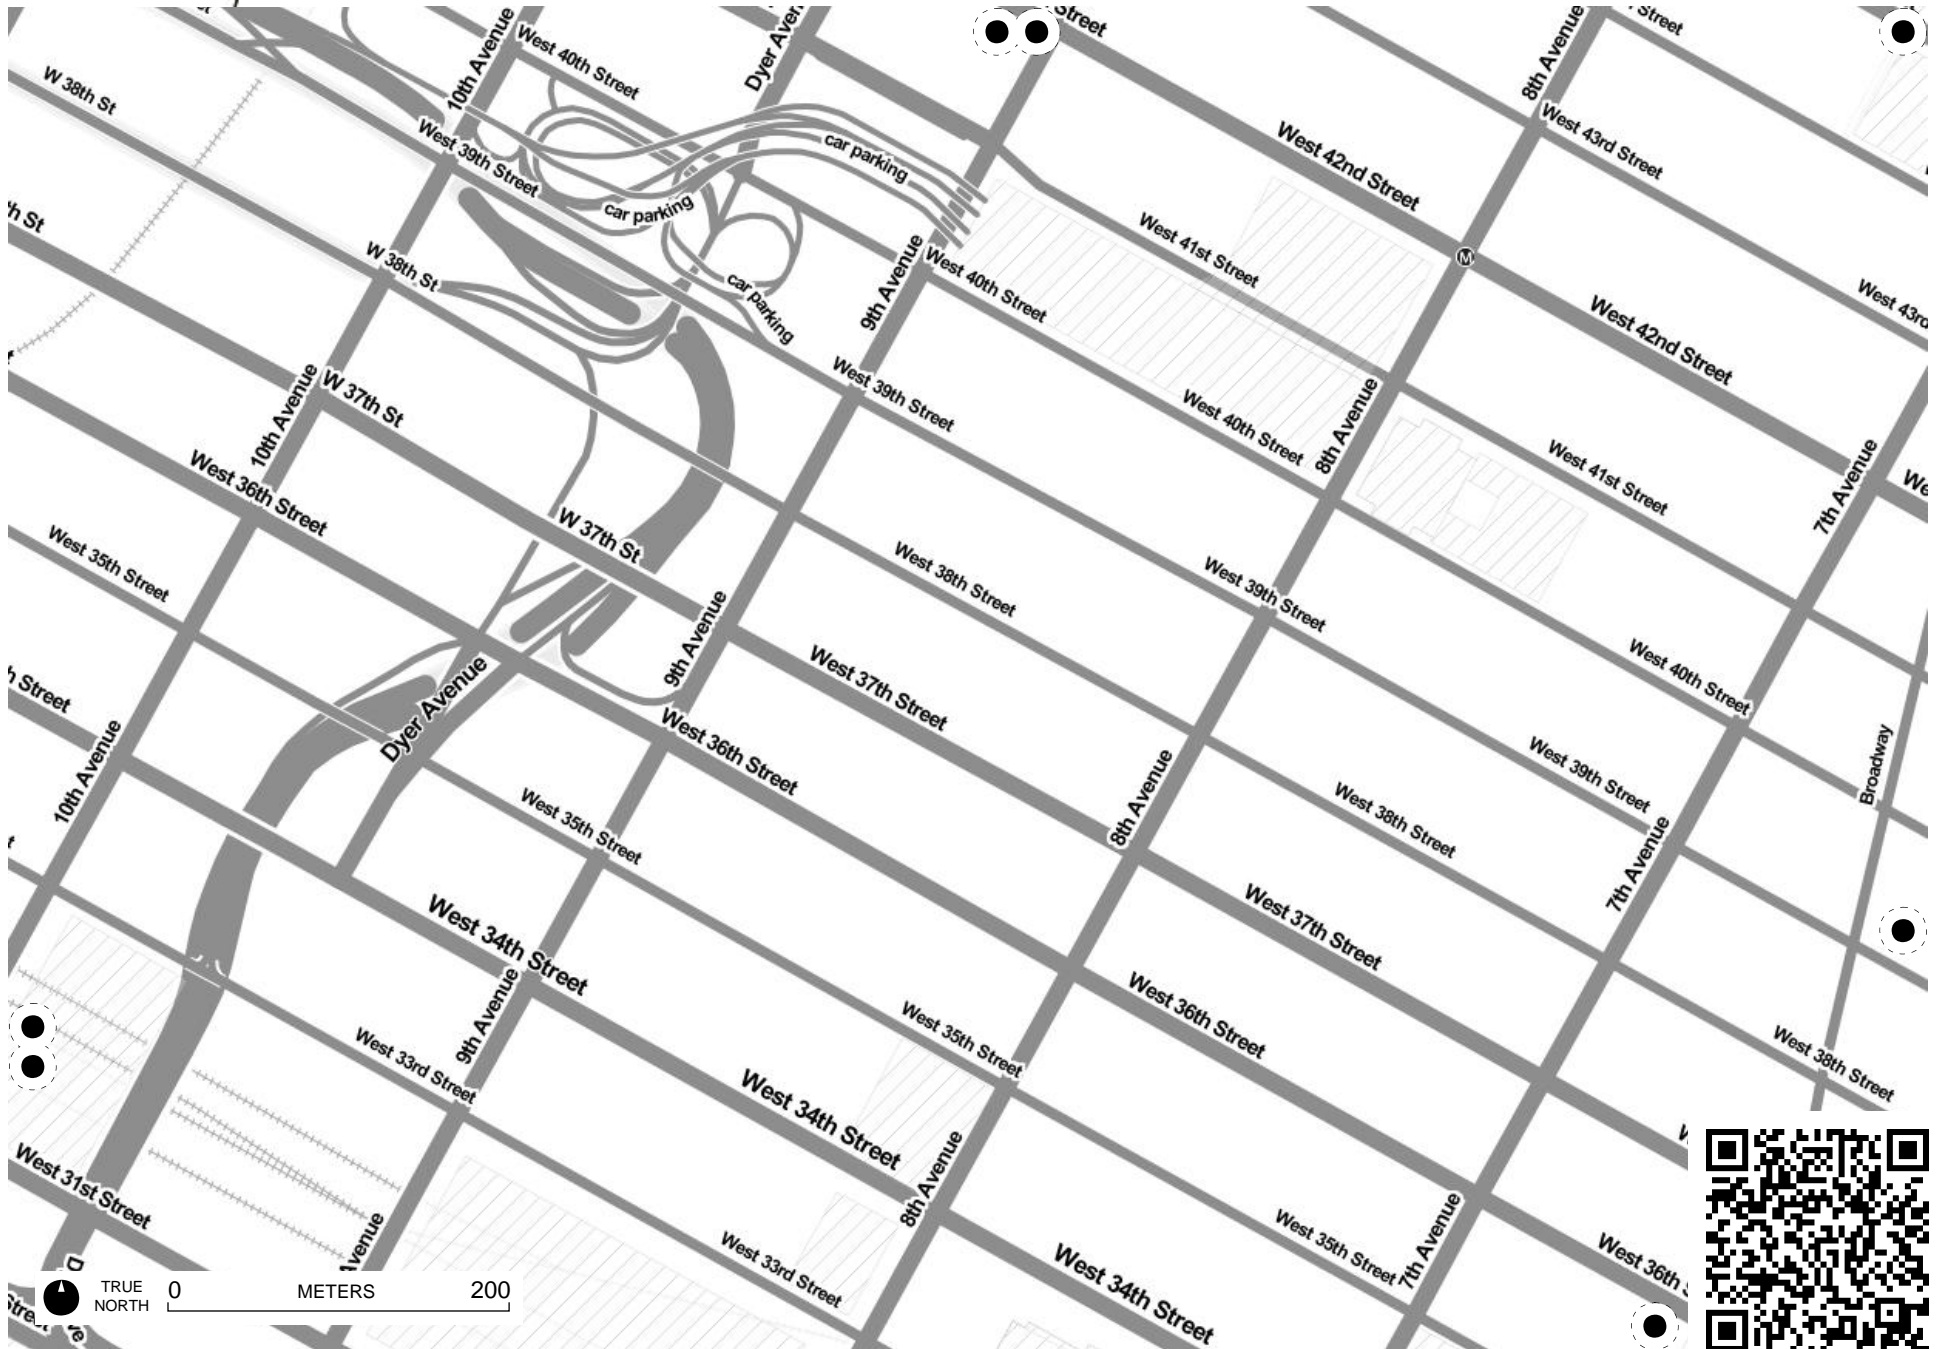 Street
Street
10th Avenue
West 40th Street
Dyer Aven
8th Avenue
W 38th St
West 39th Street
car parking
West 42nd Street
West 43rd Street
th St
car parking
West 41st Street
M
W 38th St
9th Avenue
West 40th Street
car parking
West 43rd
West 42nd Street
10th Avenue
W 37th St
West 39th Street
West 40th Street
8th Avenue
West 41st Street
7th Avenue
We
West 36th Street
W 37th St
West 35th Street
West 38th Street
West 39th Street
9th Avenue
West 37th Street
West 40th Street
h Street
Dyer Avenue
West 36th Street
10th Avenue
8th Avenue
West 39th Street
Broadway
West 35th Street
West 38th Street
7th Avenue
West 34th Street
West 37th Street
9th Avenue
West 36th Street
West 35th Street
West 33rd Street
West 38th Street
West 34th Street
8th Avenue
West 31st Street
Avenue
West 33rd Street
West 35th Street
7th Avenue
West 36th S
West 34th Street
TRUE
NORTH
0 METERS 200
Street